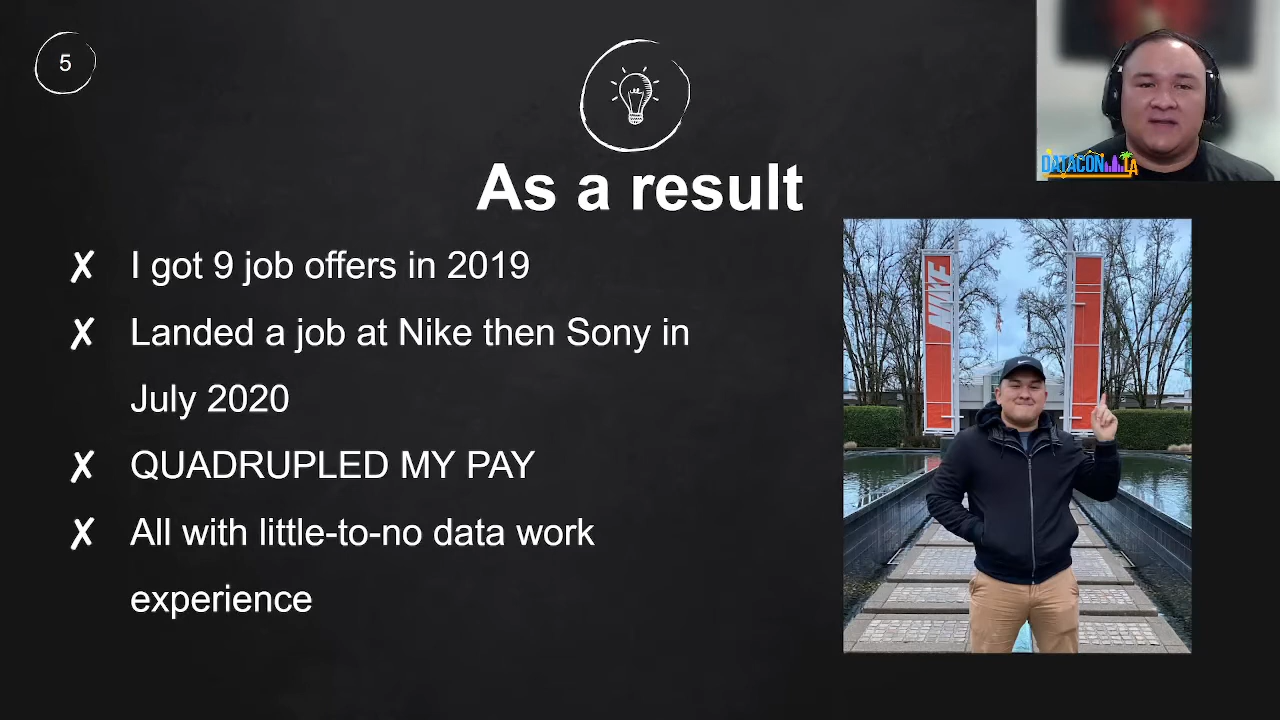 5
As a result
✗ I got 9 job offers in 2019
✗ Landed a job at Nike then Sony in
July 2020
✗ QUADRUPLED MY PAY
✗ All with little-to-no data work
experience
DATACON LA
NIKE